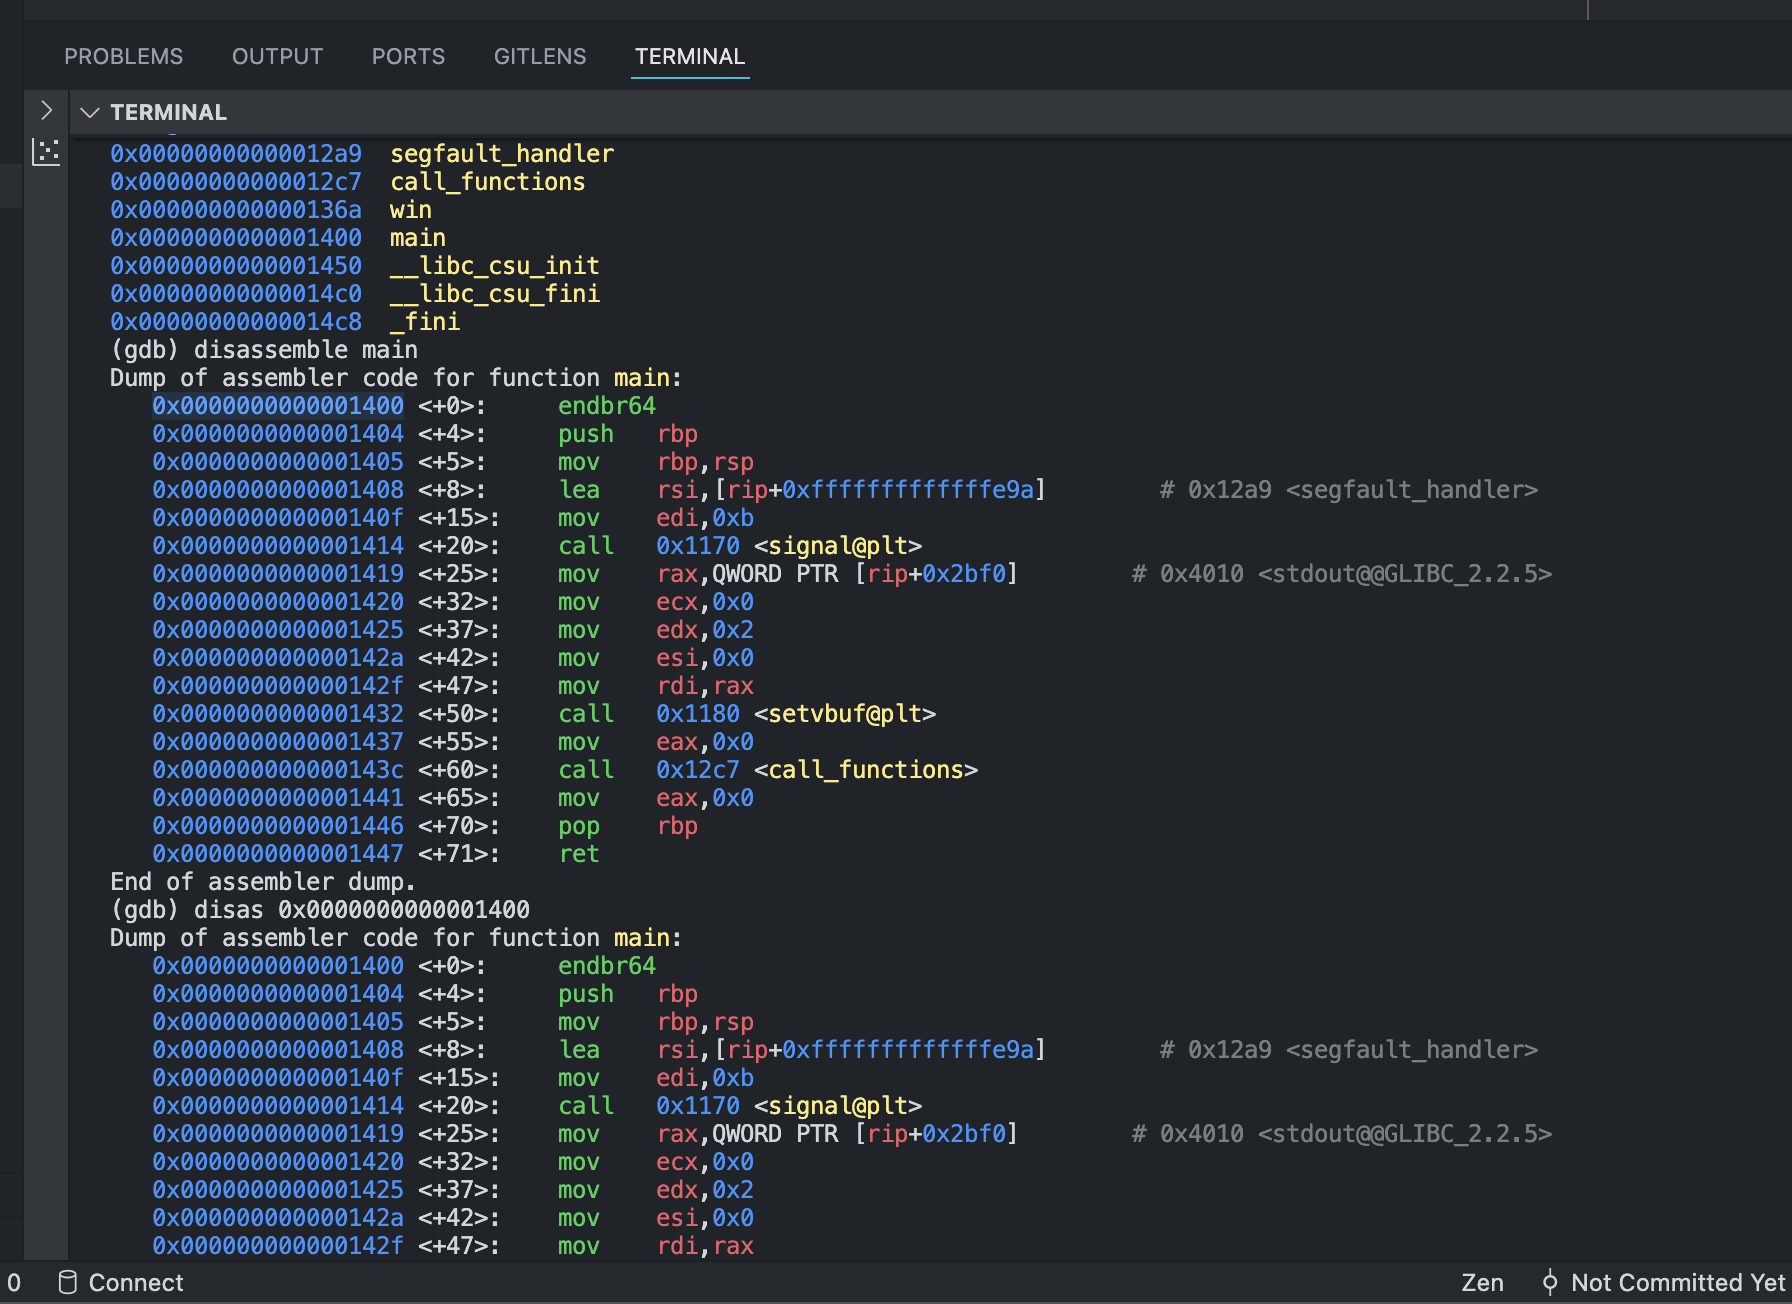 PROBLEMS OUTPUT PORTS GITLENS TERMINAL
TERMINAL
0x00000000000012a9  segfault_handler
0x00000000000012c7  call_functions
0x000000000000136a  win
0x0000000000001400  main
0x0000000000001450  __libc_csu_init
0x00000000000014c0  __libc_csu_fini
0x00000000000014c8  _fini
(gdb) disassemble main
Dump of assembler code for function main:
0x0000000000001400 <+0>:     endbr64
0x0000000000001404 <+4>:     push   rbp
0x0000000000001405 <+5>:     mov    rbp,rsp
0x0000000000001408 <+8>:     lea    rsi,[rip+0xfffffffffffffe9a]        # 0x12a9 <segfault_handler>
0x000000000000140f <+15>:    mov    edi,0xb
0x0000000000001414 <+20>:    call   0x1170 <signal@plt>
0x0000000000001419 <+25>:    mov    rax,QWORD PTR [rip+0x2bf0]        # 0x4010 <stdout@@GLIBC_2.2.5>
0x0000000000001420 <+32>:    mov    ecx,0x0
0x0000000000001425 <+37>:    mov    edx,0x2
0x000000000000142a <+42>:    mov    esi,0x0
0x000000000000142f <+47>:    mov    rdi,rax
0x0000000000001432 <+50>:    call   0x1180 <setvbuf@plt>
0x0000000000001437 <+55>:    mov    eax,0x0
0x000000000000143c <+60>:    call   0x12c7 <call_functions>
0x0000000000001441 <+65>:    mov    eax,0x0
0x0000000000001446 <+70>:    pop    rbp
0x0000000000001447 <+71>:    ret
End of assembler dump.
(gdb) disas 0x0000000000001400
Dump of assembler code for function main:
0x0000000000001400 <+0>:     endbr64
0x0000000000001404 <+4>:     push   rbp
0x0000000000001405 <+5>:     mov    rbp,rsp
0x0000000000001408 <+8>:     lea    rsi,[rip+0xfffffffffffffe9a]        # 0x12a9 <segfault_handler>
0x000000000000140f <+15>:    mov    edi,0xb
0x0000000000001414 <+20>:    call   0x1170 <signal@plt>
0x0000000000001419 <+25>:    mov    rax,QWORD PTR [rip+0x2bf0]        # 0x4010 <stdout@@GLIBC_2.2.5>
0x0000000000001420 <+32>:    mov    ecx,0x0
0x0000000000001425 <+37>:    mov    edx,0x2
0x000000000000142a <+42>:    mov    esi,0x0
0x000000000000142f <+47>:    mov    rdi,rax
0 Connect Zen Not Committed Yet